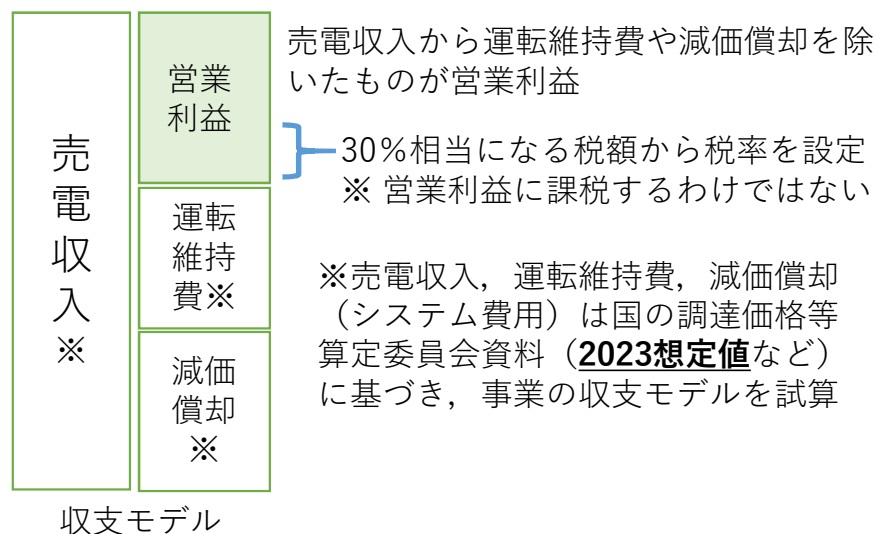 売電収入※
営業
利益
運転
維持
費※
減価
償却
※
収支モデル
売電収入から運転維持費や減価償却を除
いたものが営業利益
30%相当になる税額から税率を設定
※ 営業利益に課税するわけではない
※売電収入，運転維持費，減価償却
（システム費用）は国の調達価格等
算定委員会資料（2023想定値など）
に基づき，事業の収支モデルを試算